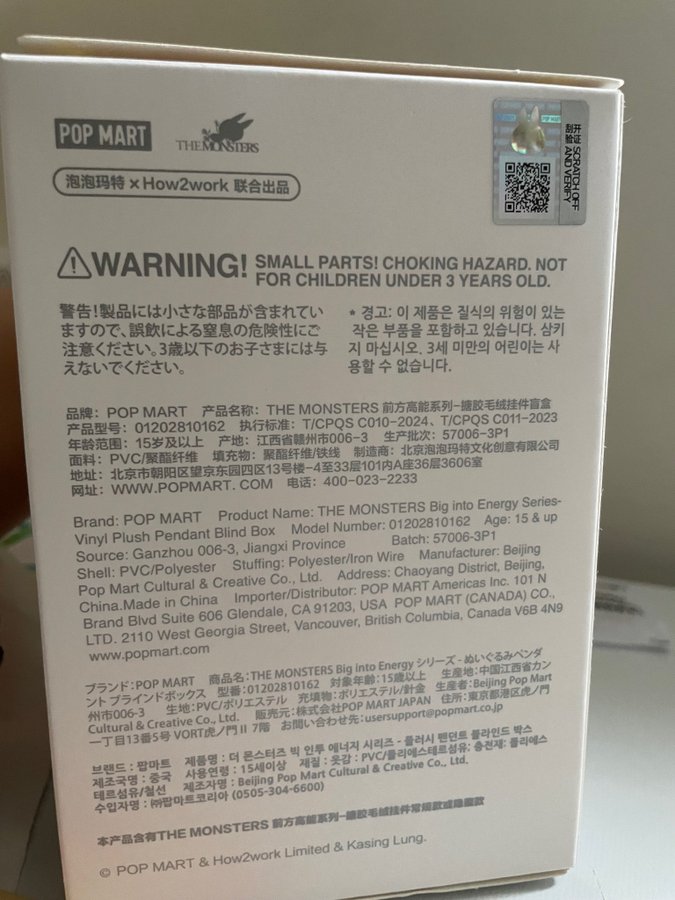 POP MART
THE MONSTERS
泡泡玛特 × How2work 联合出品
刮开验证
SCRATCH OFF
AND VERIFY
WARNING! SMALL PARTS! CHOKING HAZARD. NOT
FOR CHILDREN UNDER 3 YEARS OLD.
警告!製品には小さな部品が含まれてい
ますので、誤飲による窒息の危険性にご
注意ください。3歳以下のお子さまには与
えないでください。
* 경고: 이 제품은 질식의 위험이 있는
작은 부품을 포함하고 있습니다. 삼키
지 마십시오. 3세 미만의 어린이는 사
용할 수 없습니다.
品牌: POP MART 产品名称: THE MONSTERS 前方高能系列-搪胶毛绒挂件盲盒
产品型号: 01202810162 执行标准: T/CPQS C010-2024、T/CPQS C011-2023
年龄范围: 15岁及以上 产地: 江西省赣州市006-3 生产批次: 57006-3P1
面料: PVC/聚酯纤维 填充物: 聚酯纤维/铁线 制造商: 北京泡泡玛特文化创意有限公司
地址: 北京市朝阳区望京东园四区13号楼-4至33层101内A座36层3606室
网址: WWW.POPMART.COM 电话: 400-023-2233
Brand: POP MART Product Name: THE MONSTERS Big into Energy Series-
Vinyl Plush Pendant Blind Box Model Number: 01202810162 Age: 15 & up
Source: Ganzhou 006-3, Jiangxi Province Batch: 57006-3P1
Shell: PVC/Polyester Stuffing: Polyester/Iron Wire Manufacturer: Beijing
Pop Mart Cultural & Creative Co., Ltd. Address: Chaoyang District, Beijing,
China.Made in China Importer/Distributor: POP MART Americas Inc. 101 N
Brand Blvd Suite 606 Glendale, CA 91203, USA POP MART (CANADA) CO.,
LTD. 2110 West Georgia Street, Vancouver, British Columbia, Canada V6B 4N9
www.popmart.com
ブランド:POP MART 商品名:THE MONSTERS Big into Energy シリーズ - ぬいぐるみペンダ
ント ブラインドボックス 型番:01202810162 対象年齢:15歳以上 生産地:中国江西省カン
州市006-3 生地:PVC/ポリエステル 充填物:ポリエステル/針金 生産者:Beijing Pop Mart
Cultural & Creative Co., Ltd. 販売元:株式会社POP MART JAPAN 住所:東京都港区虎ノ門
一丁目13番5号 VORT虎ノ門Ⅱ 7階 お問い合わせ先:usersupport@popmart.co.jp
브랜드 : 팝마트 제품명 : 더 몬스터즈 빅 인투 에너지 시리즈 - 플러시 펜던트 블라인드 박스
제조국명 : 중국 사용연령 : 15세이상 재질 : 옷감 : PVC/폴리에스테르섬유; 충전재: 폴리에스
테르섬유/철선 제조자명 : Beijing Pop Mart Cultural & Creative Co., Ltd.
수입자명 : ㈜팝마트코리아 (0505-304-6600)
本产品含有THE MONSTERS 前方高能系列-搪胶毛绒挂件常规款或隐藏款
© POP MART & How2work Limited & Kasing Lung.